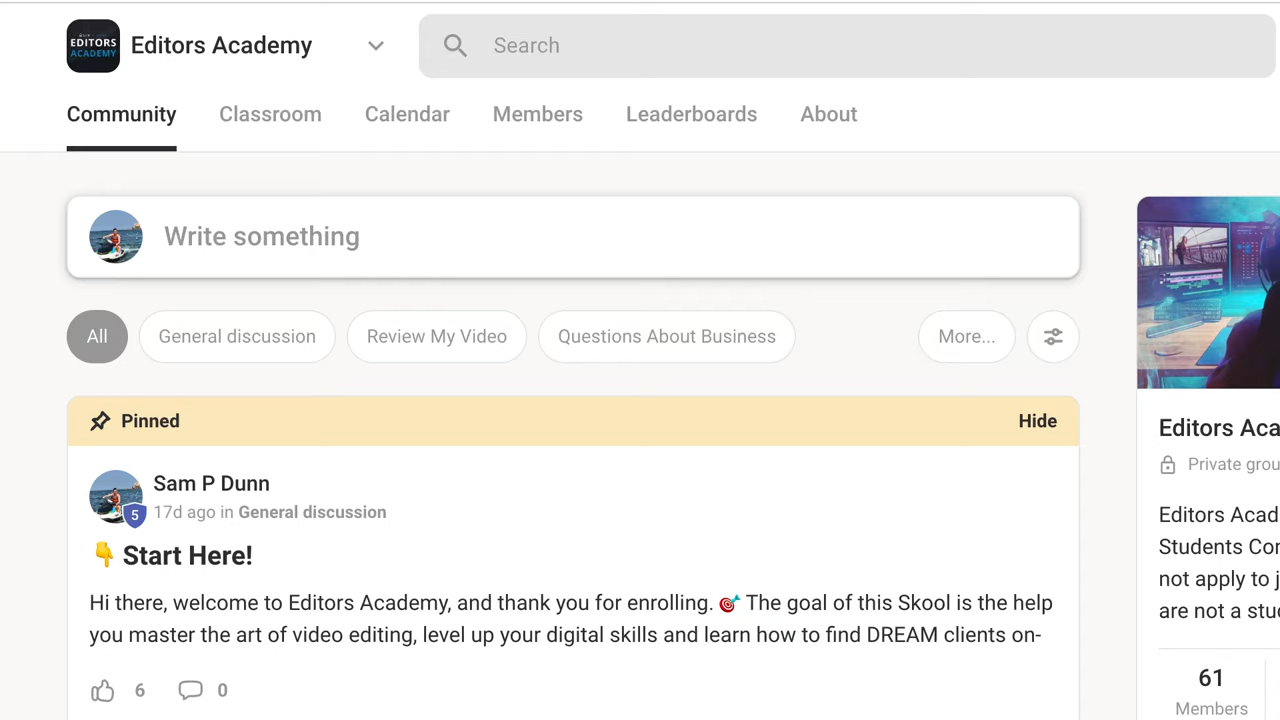 EDITORS
ACADEMY
Editors Academy
Search
Community
Classroom
Calendar
Members
Leaderboards
About
Write something
All
General discussion
Review My Video
Questions About Business
More...
Pinned
Hide
Sam P Dunn
5
17d ago in General discussion
👇 Start Here!
Hi there, welcome to Editors Academy, and thank you for enrolling. 🎯 The goal of this Skool is the help
you master the art of video editing, level up your digital skills and learn how to find DREAM clients on-
6
0
Editors Aca
Private grou
Editors Acad
Students Co
not apply to j
are not a stu
61
Members